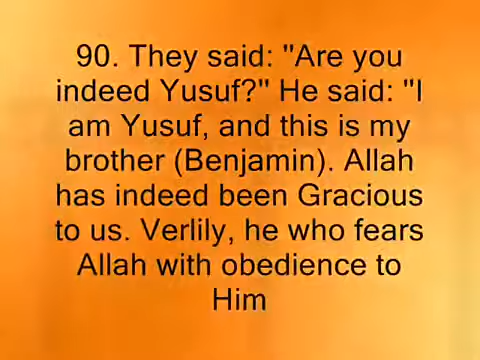 90. They said: "Are you
indeed Yusuf?" He said: "I
am Yusuf, and this is my
brother (Benjamin). Allah
has indeed been Gracious
to us. Verlily, he who fears
Allah with obedience to
Him